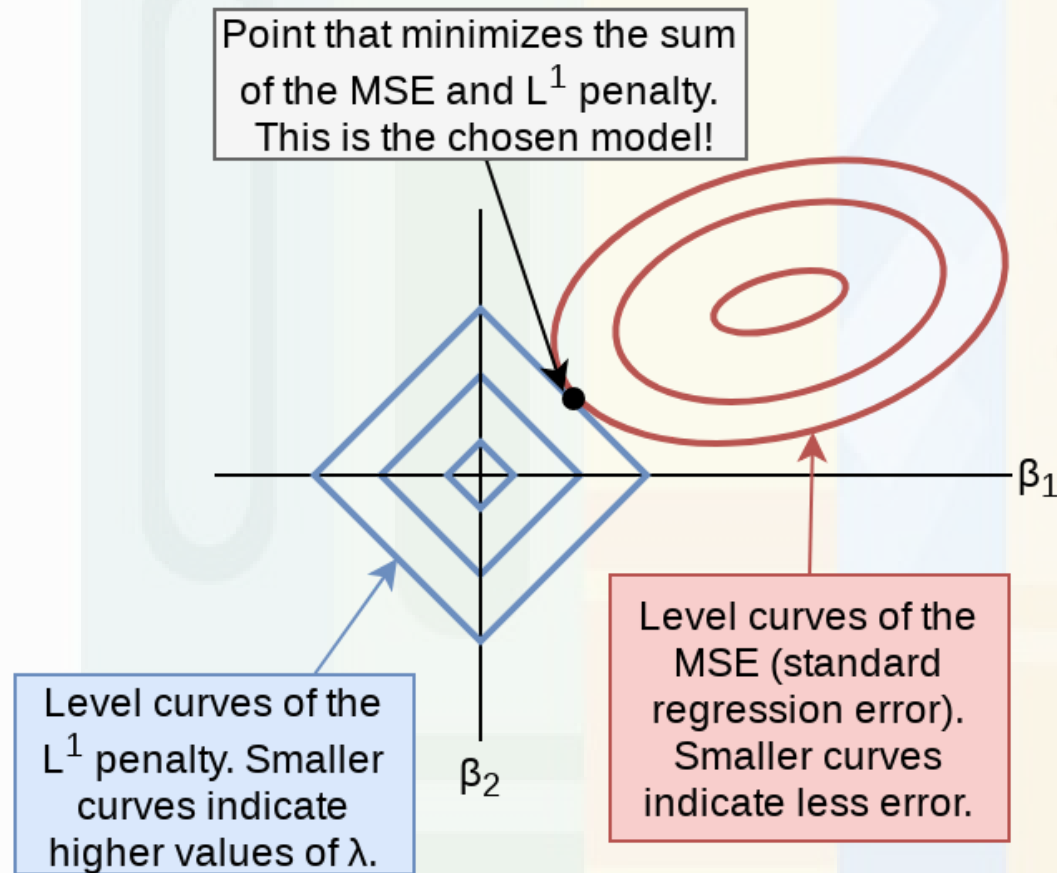 Point that minimizes the sum
of the MSE and L¹ penalty.
This is the chosen model!
β₁
Level curves of the
MSE (standard
regression error).
Smaller curves
indicate less error.
Level curves of the
L¹ penalty. Smaller
curves indicate
higher values of λ.
β₂